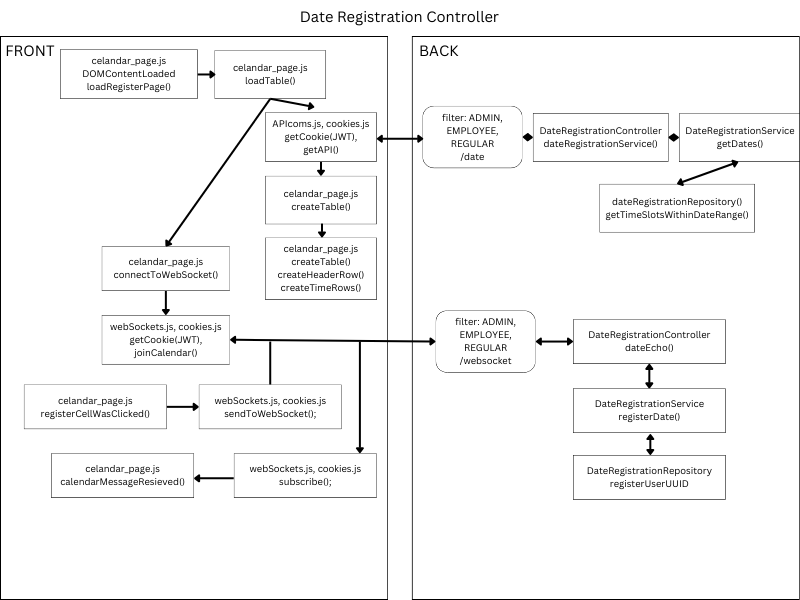 Date Registration Controller
FRONT
celandar_page.js
DOMContentLoaded
loadRegisterPage()
celandar_page.js
loadTable()
APIcoms.js, cookies.js
getCookie(JWT),
getAPI()
celandar_page.js
createTable()
celandar_page.js
createTable()
createHeaderRow()
createTimeRows()
celandar_page.js
connectToWebSocket()
webSockets.js, cookies.js
getCookie(JWT),
joinCalendar()
celandar_page.js
registerCellWasClicked()
webSockets.js, cookies.js
sendToWebSocket();
celandar_page.js
calendarMessageResieved()
webSockets.js, cookies.js
subscribe();
BACK
filter: ADMIN,
EMPLOYEE,
REGULAR
/date
DateRegistrationController
dateRegistrationService()
DateRegistrationService
getDates()
dateRegistrationRepository()
getTimeSlotsWithinDateRange()
filter: ADMIN,
EMPLOYEE,
REGULAR
/websocket
DateRegistrationController
dateEcho()
DateRegistrationService
registerDate()
DateRegistrationRepository
registerUserUUID